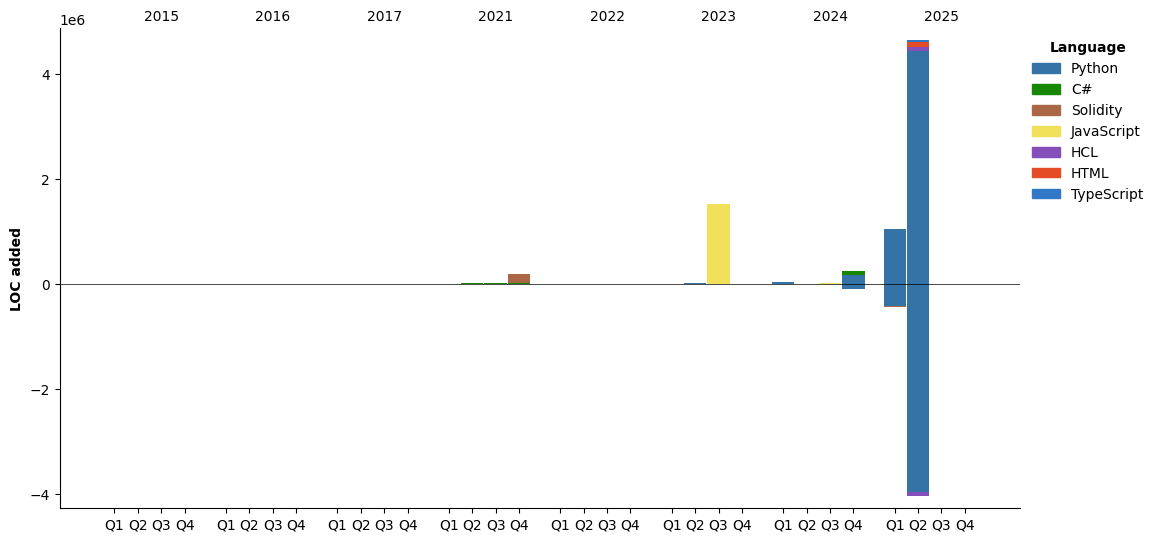 2015 2016 2017 2021 2022 2023 2024 2025
1e6
Language
Python
C#
Solidity
JavaScript
HCL
HTML
TypeScript
4
2
0
−2
−4
LOC added
Q1 Q2 Q3 Q4 Q1 Q2 Q3 Q4 Q1 Q2 Q3 Q4 Q1 Q2 Q3 Q4 Q1 Q2 Q3 Q4 Q1 Q2 Q3 Q4 Q1 Q2 Q3 Q4 Q1 Q2 Q3 Q4